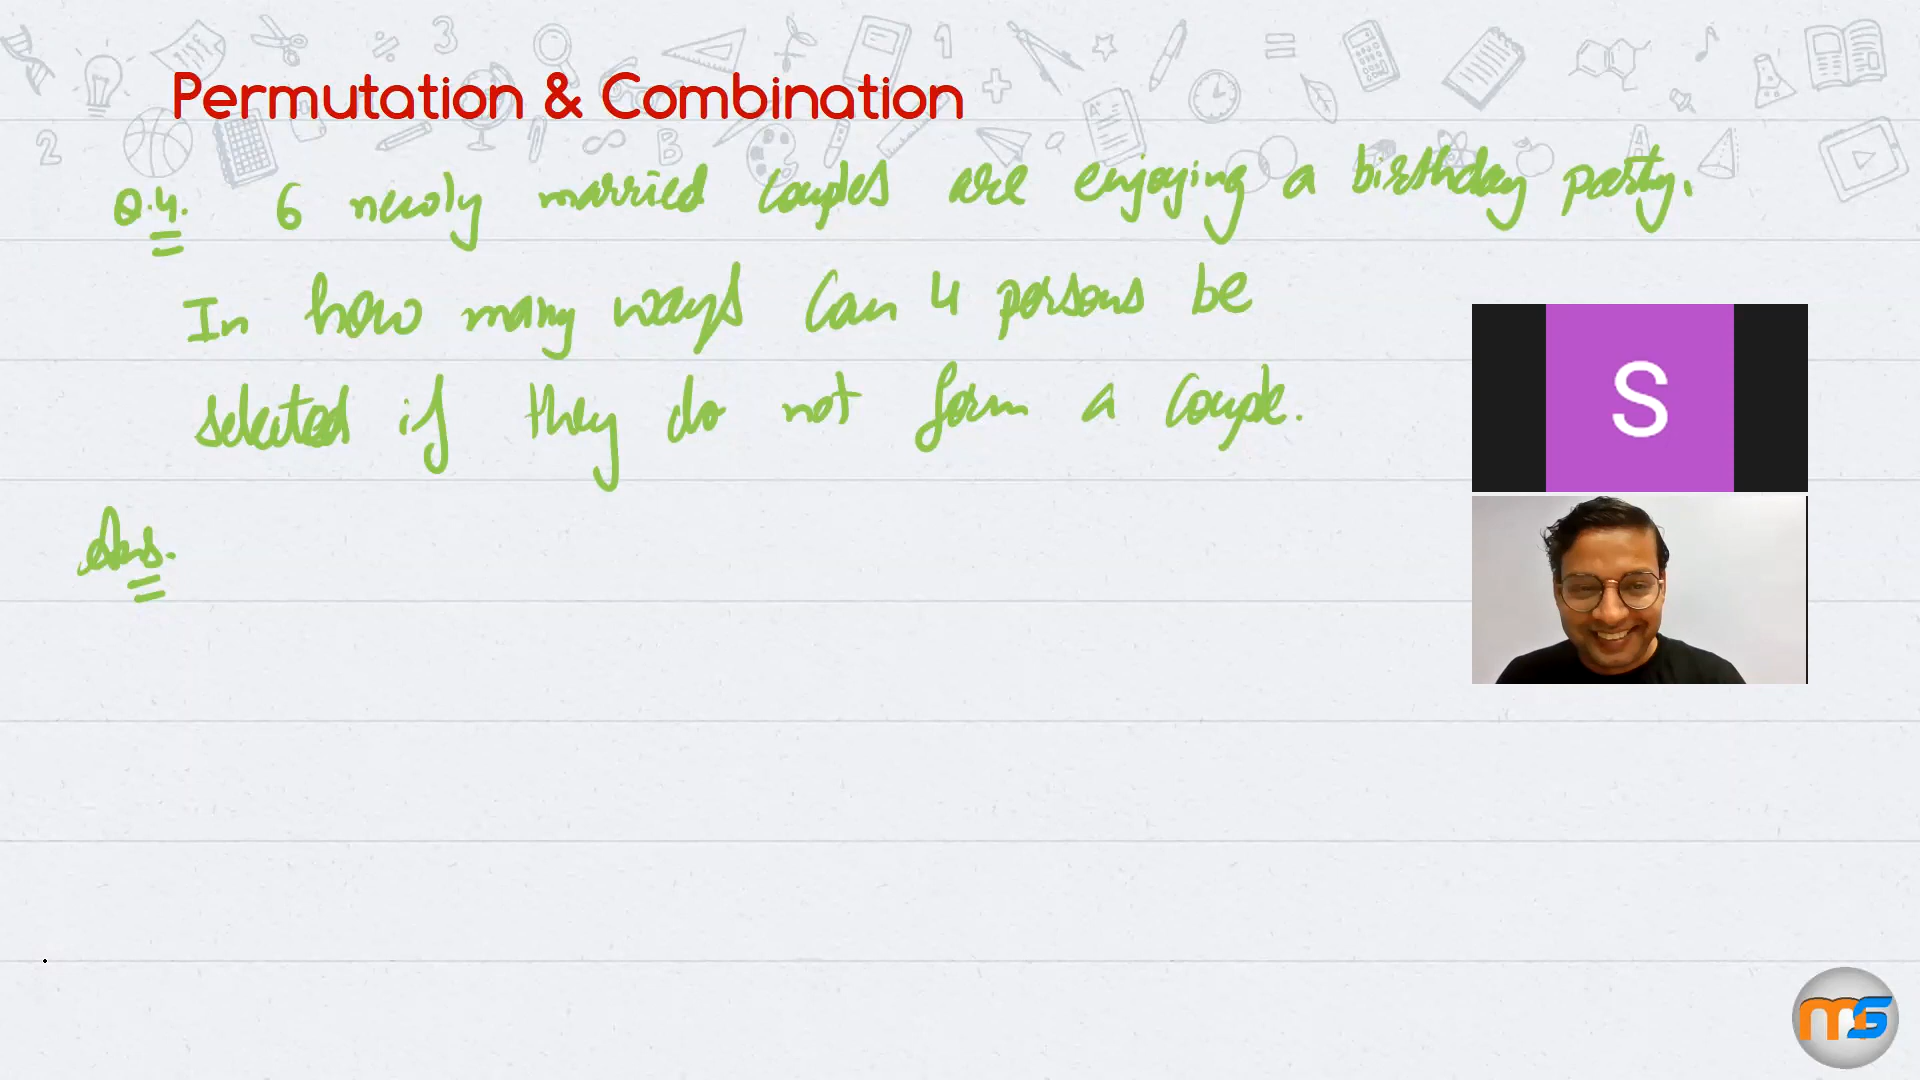 Permutation & Combination
Q.4. 6 newly married couples are enjoying a birthday party.
In how many ways can 4 persons be
selected if they do not form a couple.
S
Ans.
MS